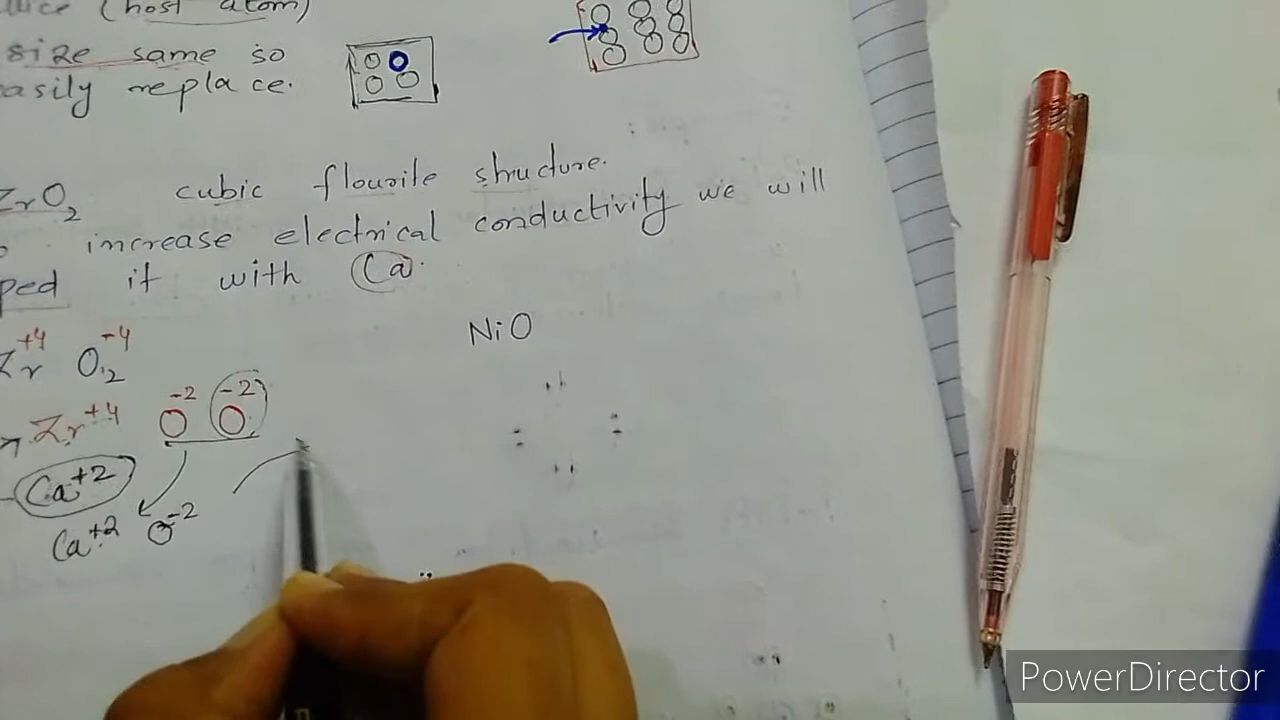 (host atom)
size same so
easily replace.
ZrO2 cubic flourite structure.
increase electrical conductivity we will
ped it with Ca.
NiO
Zr+4 O2-4
Zr+4 O-2 O-2
Ca+2
Ca+2 O-2
PowerDirector